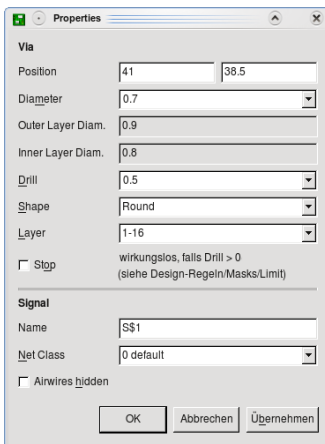 Properties
Via
Position 41 38.5
Diameter 0.7
Outer Layer Diam. 0.9
Inner Layer Diam. 0.8
Drill 0.5
Shape Round
Layer 1-16
Stop wirkungslos, falls Drill > 0
(siehe Design-Regeln/Masks/Limit)
Signal
Name S$1
Net Class 0 default
Airwires hidden
OK Abbrechen Übernehmen